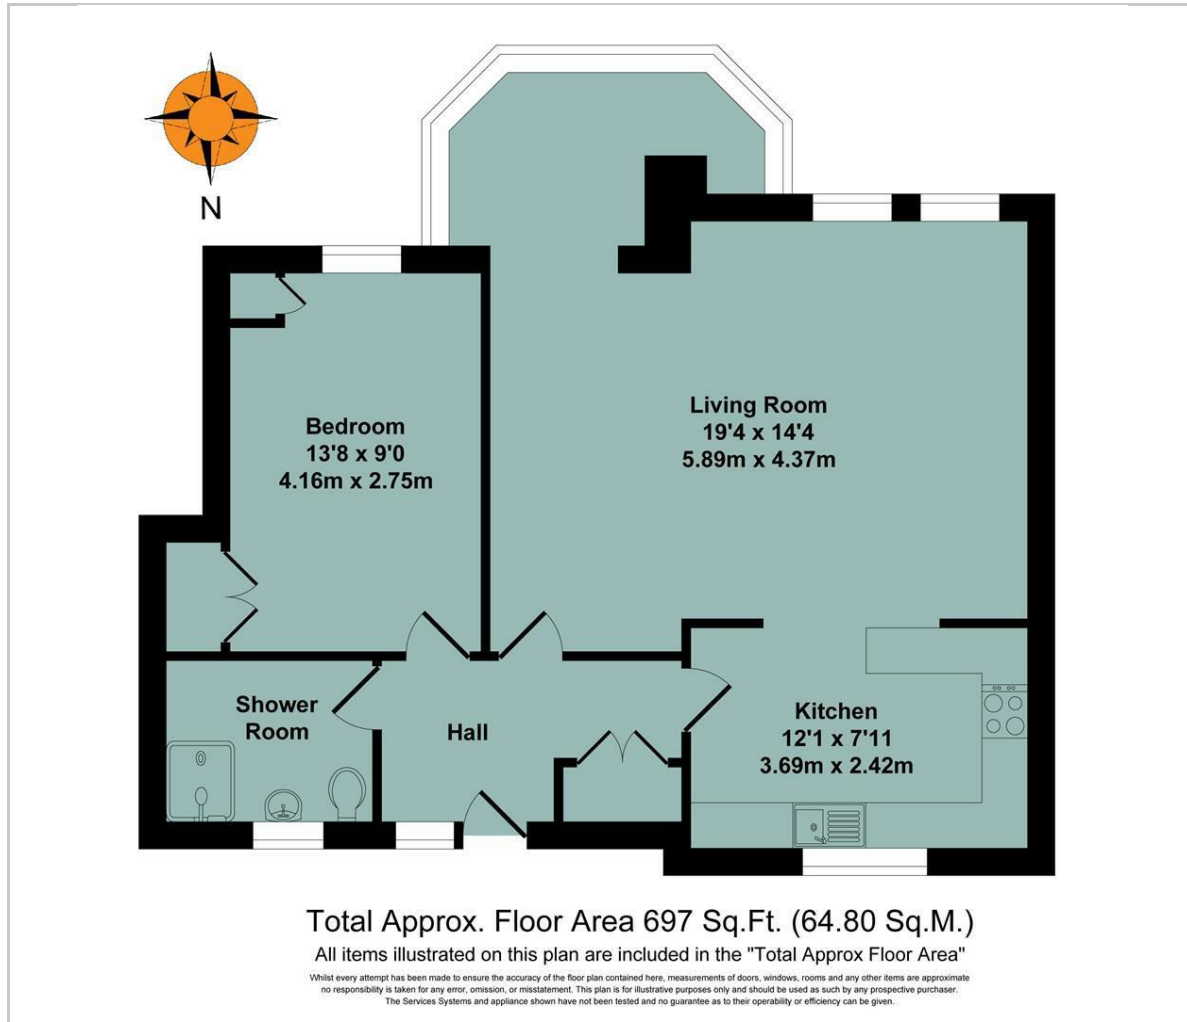 N
Bedroom
13'8 x 9'0
4.16m x 2.75m
Living Room
19'4 x 14'4
5.89m x 4.37m
Shower
Room
Hall
Kitchen
12'1 x 7'11
3.69m x 2.42m
Total Approx. Floor Area 697 Sq.Ft. (64.80 Sq.M.)
All items illustrated on this plan are included in the "Total Approx Floor Area"
Whilst every attempt has been made to ensure the accuracy of the floor plan contained here, measurements of doors, windows, rooms and any other items are approximate
no responsibility is taken for any error, omission, or misstatement. This plan is for illustrative purposes only and should be used as such by any prospective purchaser.
The Services Systems and appliance shown have not been tested and no guarantee as to their operability or efficiency can be given.